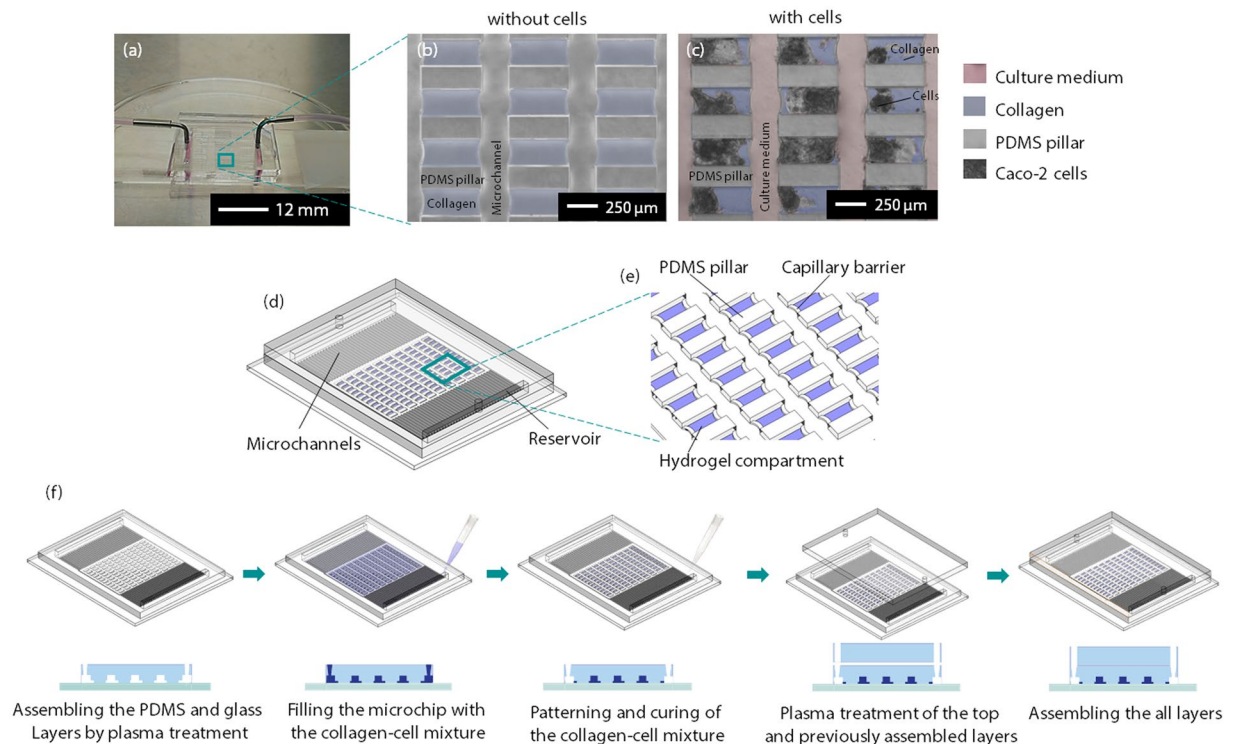 without cells
with cells
(a)
12 mm
(b)
PDMS pillar
Collagen
Microchannel
250 µm
(c)
Collagen
Cells
PDMS pillar
Culture medium
250 µm
Culture medium
Collagen
PDMS pillar
Caco-2 cells
(d)
Microchannels
Reservoir
(e)
PDMS pillar
Capillary barrier
Hydrogel compartment
(f)
Assembling the PDMS and glass
Layers by plasma treatment
Filling the microchip with
the collagen-cell mixture
Patterning and curing of
the collagen-cell mixture
Plasma treatment of the top
and previously assembled layers
Assembling the all layers